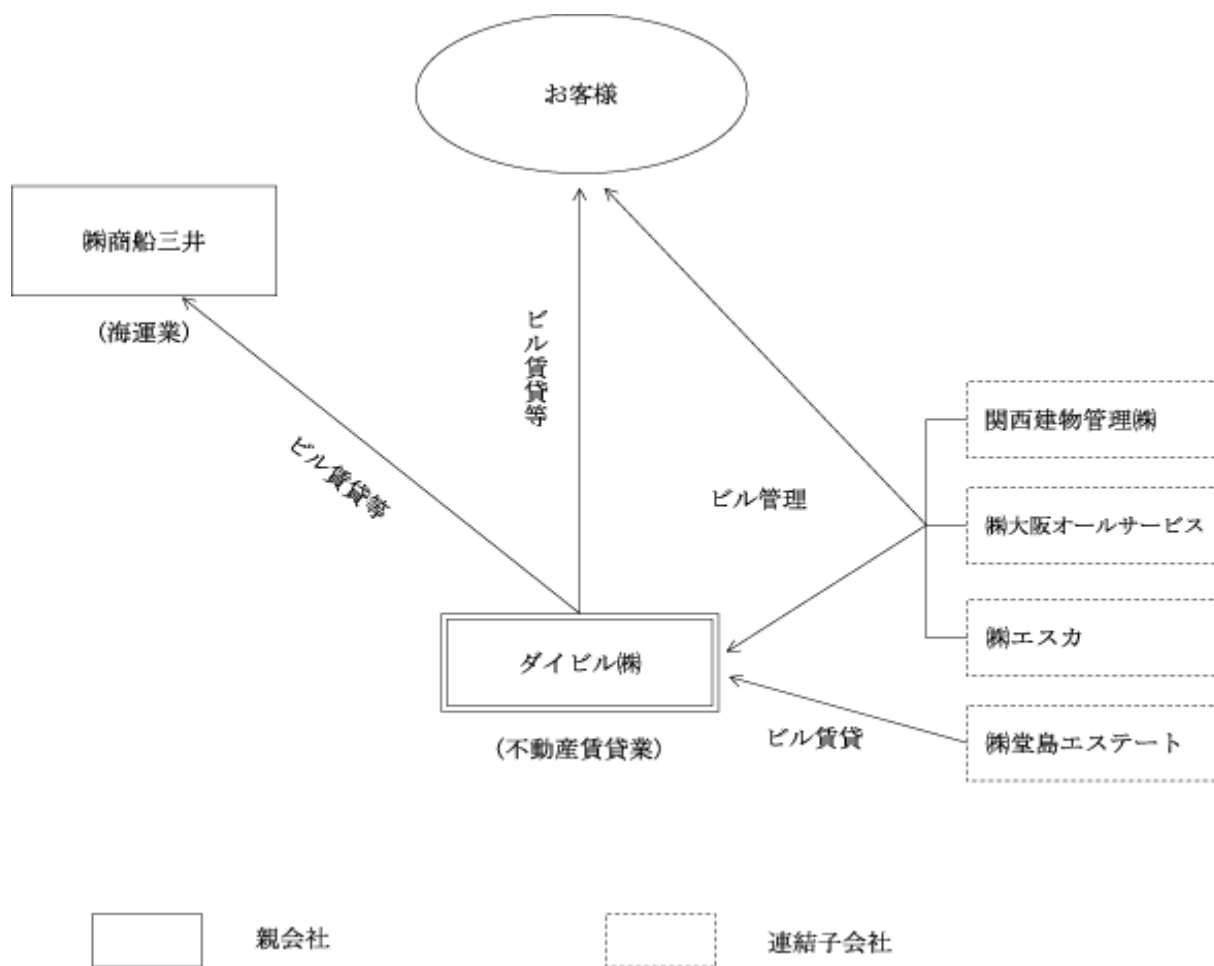 お客様
㈱商船三井
(海運業)
ビル賃貸等
ビル賃貸等
関西建物管理㈱
ビル管理
㈱大阪オールサービス
㈱エスカ
ダイビル㈱
(不動産賃貸業)
ビル賃貸
㈱堂島エステート
親会社
連結子会社